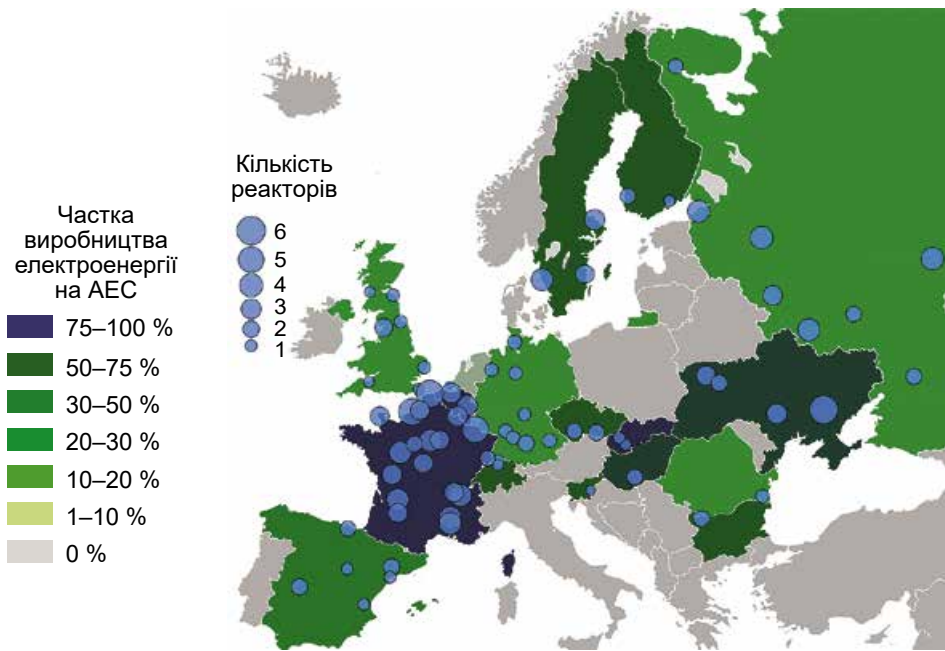 Кількість
реакторів
6
5
4
3
2
1
Частка
виробництва
електроенергії
на АЕС
75–100 %
50–75 %
30–50 %
20–30 %
10–20 %
1–10 %
0 %